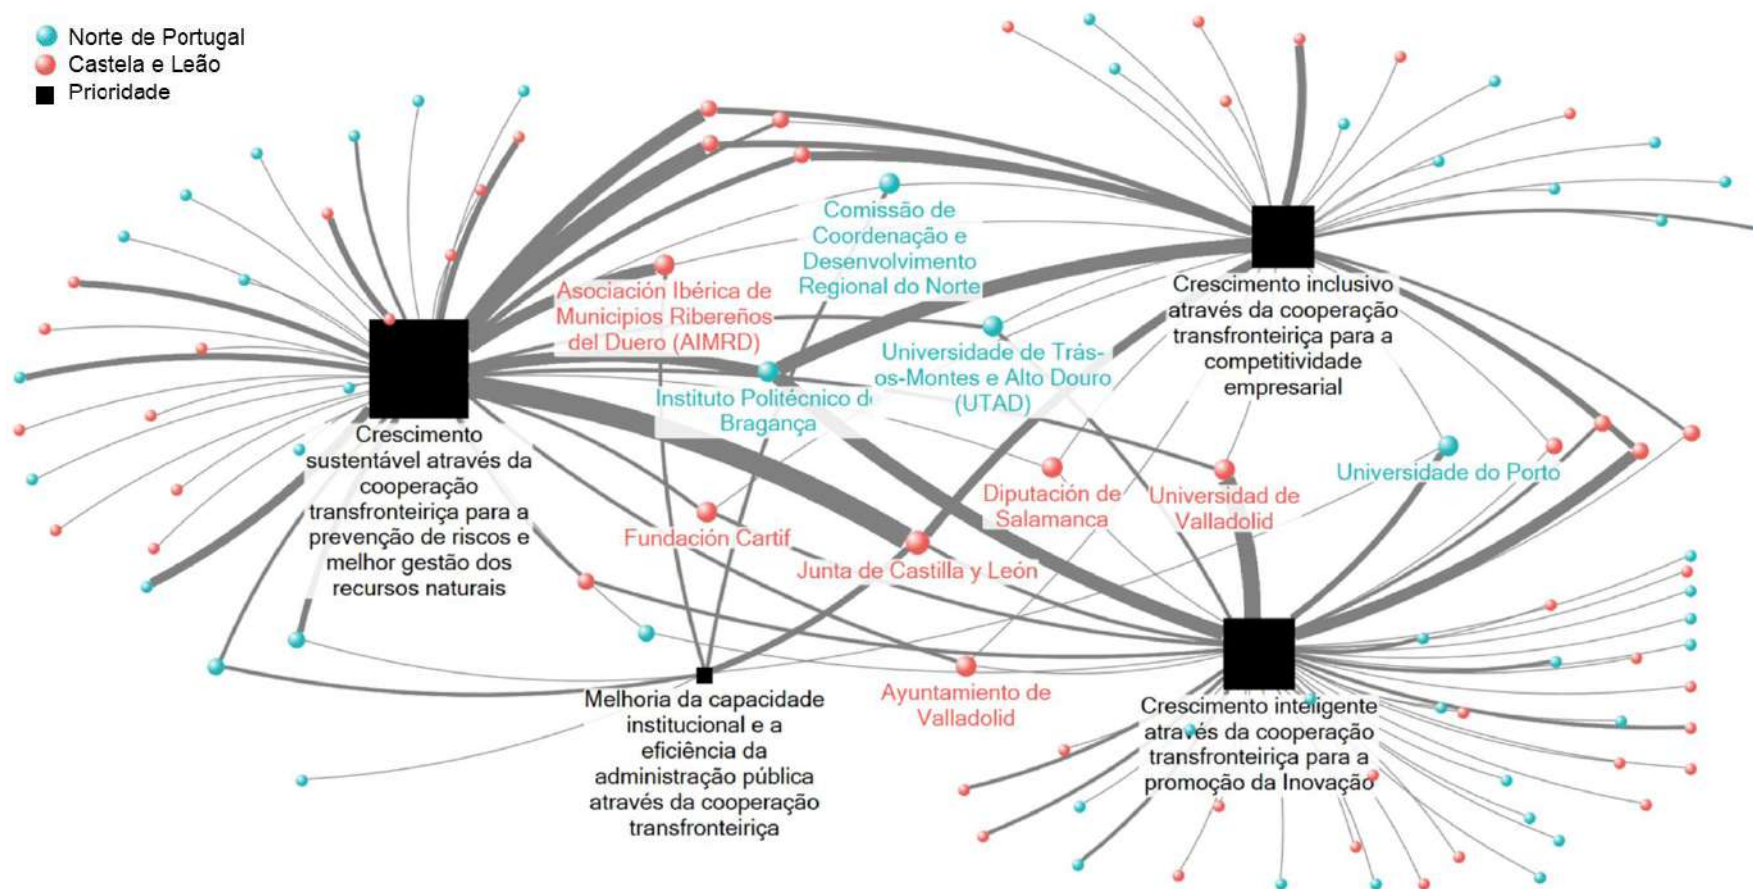 Norte de Portugal
Castela e Leão
Prioridade
Comissão de
Coordenação e
Desenvolvimento
Regional do Norte
Asociación Ibérica de
Municipios Ribereños
del Duero (AIMRD)
Crescimento inclusivo
através da cooperação
transfronteiriça para a
competitividade
empresarial
Universidade de Trás-
os-Montes e Alto Douro
(UTAD)
Instituto Politécnico d
Bragança
Crescimento
sustentável através da
cooperação
transfronteiriça para a
prevenção de riscos e
melhor gestão dos
recursos naturais
Universidade do Porto
Diputación de
Salamanca
Universidad de
Valladolid
Fundación Cartif
Junta de Castilla y León
Ayuntamiento de
Valladolid
Melhoria da capacidade
institucional e a
eficiência da
administração pública
através da cooperação
transfronteiriça
Crescimento inteligente
através da cooperação
transfronteiriça para a
promoção da Inovação